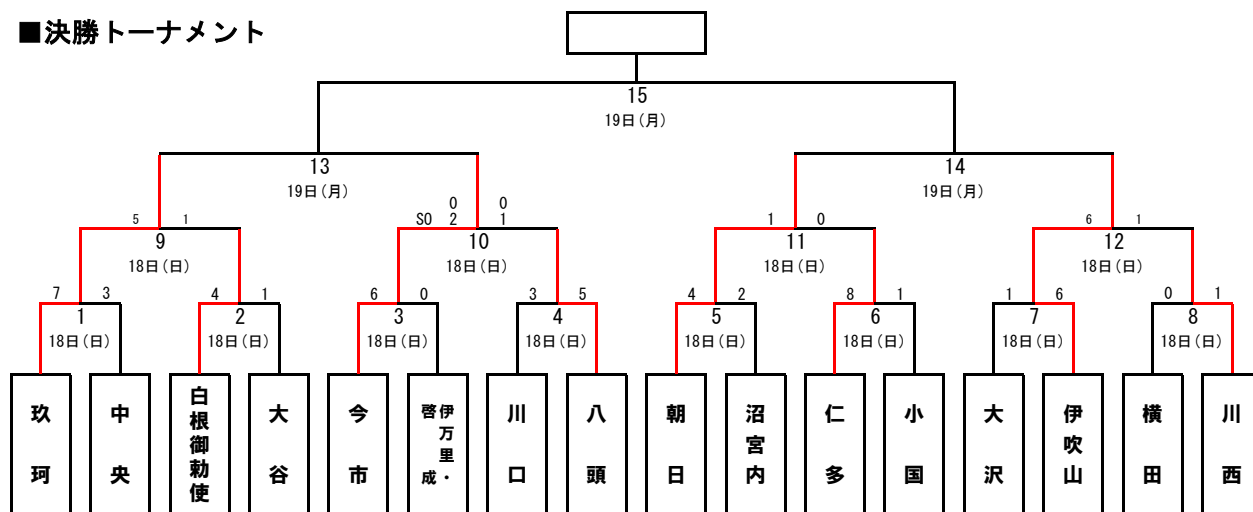 ■決勝トーナメント
15
19日(月)
13
14
19日(月)
19日(月)
0 0
5 1
SO 2 1
1 0
6 1
9
10
11
12
18日(日)
18日(日)
18日(日)
18日(日)
7 3
4 1
6 0
3 5
4 2
8 1
1 6
0 1
1
2
3
4
5
6
7
8
18日(日)
18日(日)
18日(日)
18日(日)
18日(日)
18日(日)
18日(日)
18日(日)
玖珂
中央
白根御勅使
大谷
今市
伊万里・
啓成
川口
八頭
朝日
沼宮内
仁多
小国
大沢
伊吹山
横田
川西